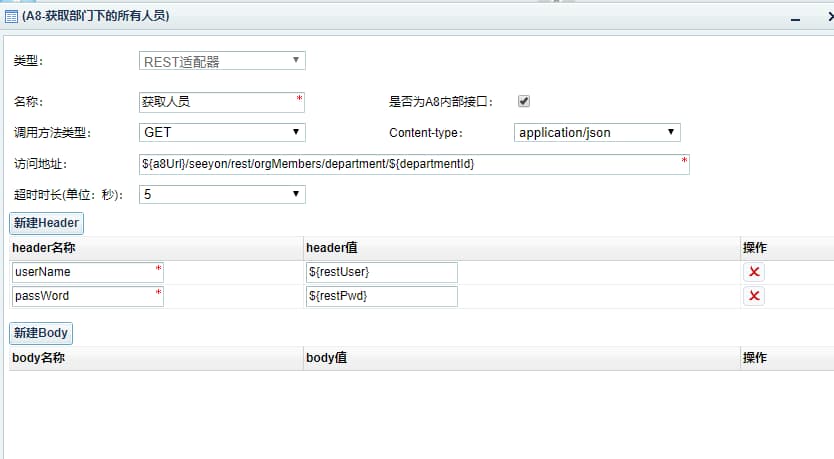 (A8-获取部门下的所有人员)
类型： REST适配器
名称： 获取人员 * 是否为A8内部接口：
调用方法类型： GET Content-type： application/json
访问地址： ${a8Url}/seeyon/rest/orgMembers/department/${departmentId} *
超时时长(单位：秒)： 5
新建Header
header名称 header值 操作
userName * ${restUser}
passWord * ${restPwd}
新建Body
body名称 body值 操作